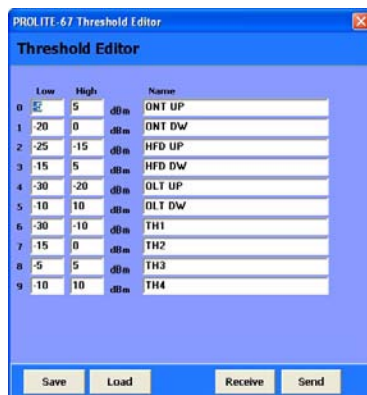 PROLITE-67 Threshold Editor
Threshold Editor
Low High Name
0 5 dBm ONT UP
1 -20 0 dBm ONT DW
2 -25 -15 dBm HFD UP
3 -15 5 dBm HFD DW
4 -30 -20 dBm OLT UP
5 -10 10 dBm OLT DW
6 -30 -10 dBm TH1
7 -15 0 dBm TH2
8 -5 5 dBm TH3
9 -10 10 dBm TH4
Save Load Receive Send